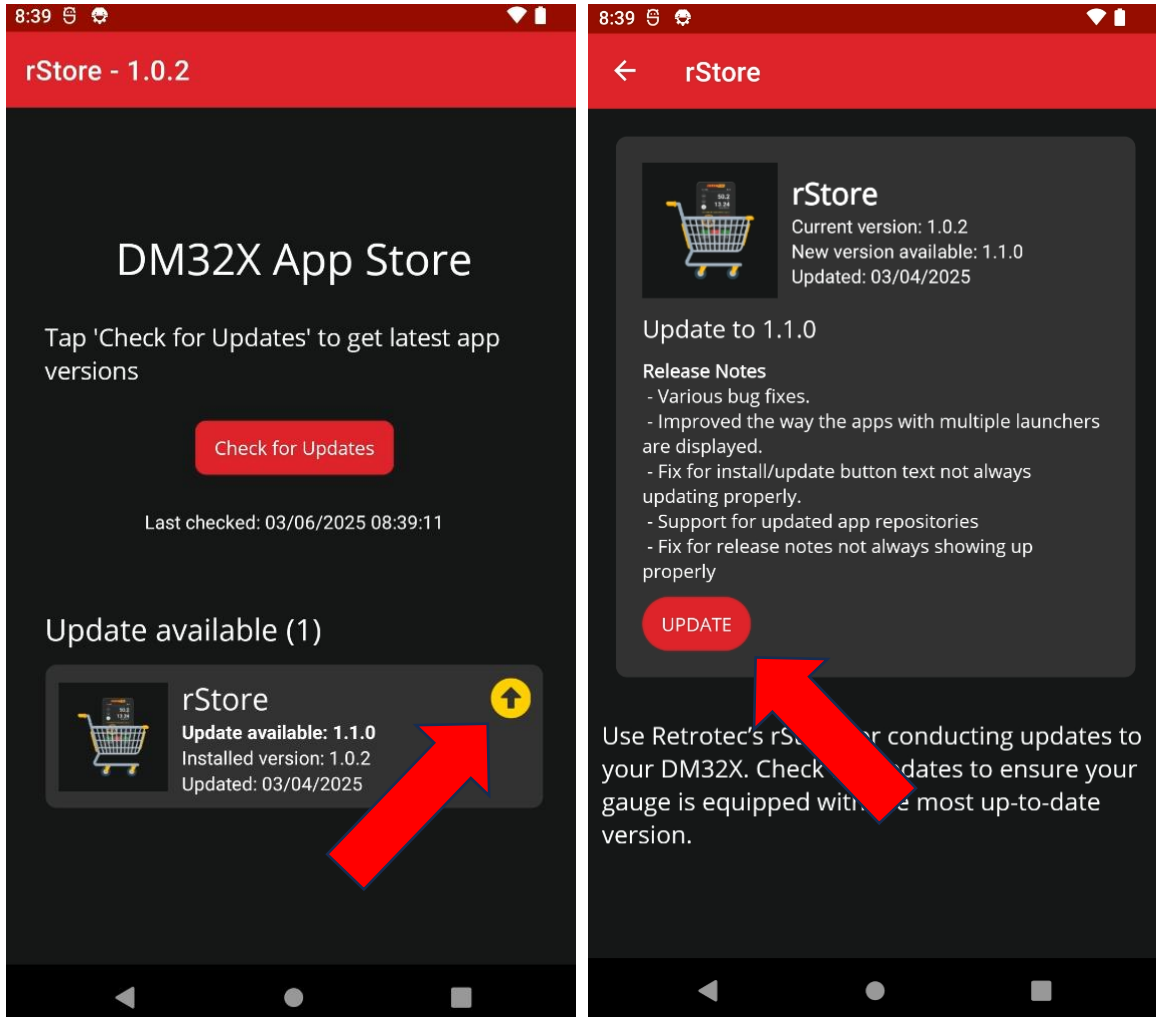 8:39
rStore - 1.0.2
DM32X App Store
Tap 'Check for Updates' to get latest app
versions
Check for Updates
Last checked: 03/06/2025 08:39:11
Update available (1)
rStore
Update available: 1.1.0
Installed version: 1.0.2
Updated: 03/04/2025
8:39
rStore
rStore
Current version: 1.0.2
New version available: 1.1.0
Updated: 03/04/2025
Update to 1.1.0
Release Notes
- Various bug fixes.
- Improved the way the apps with multiple launchers
are displayed.
- Fix for install/update button text not always
updating properly.
- Support for updated app repositories
- Fix for release notes not always showing up
properly
UPDATE
Use Retrotec's conducting updates to
your DM32X. Check to ensure your
gauge is equipped most up-to-date
version.